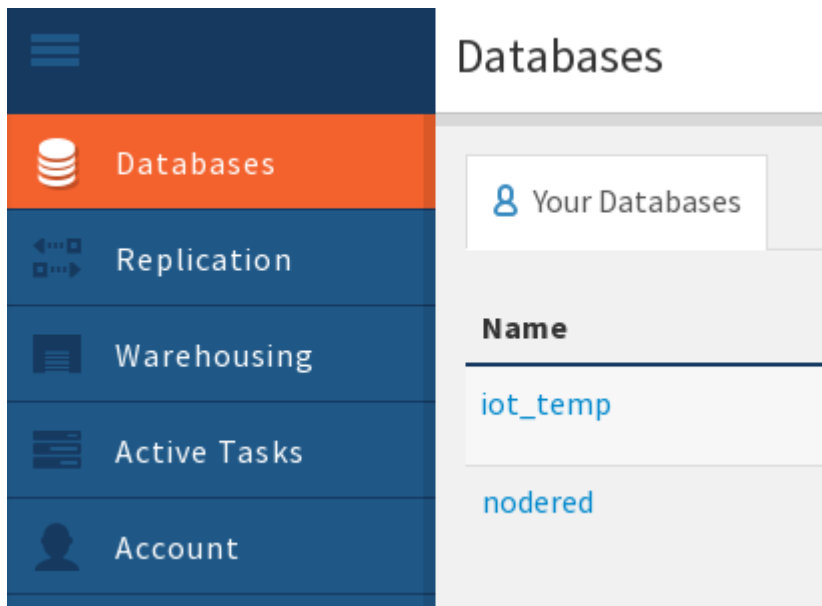 Databases
Replication
Warehousing
Active Tasks
Account
Databases
Your Databases
Name
iot_temp
nodered